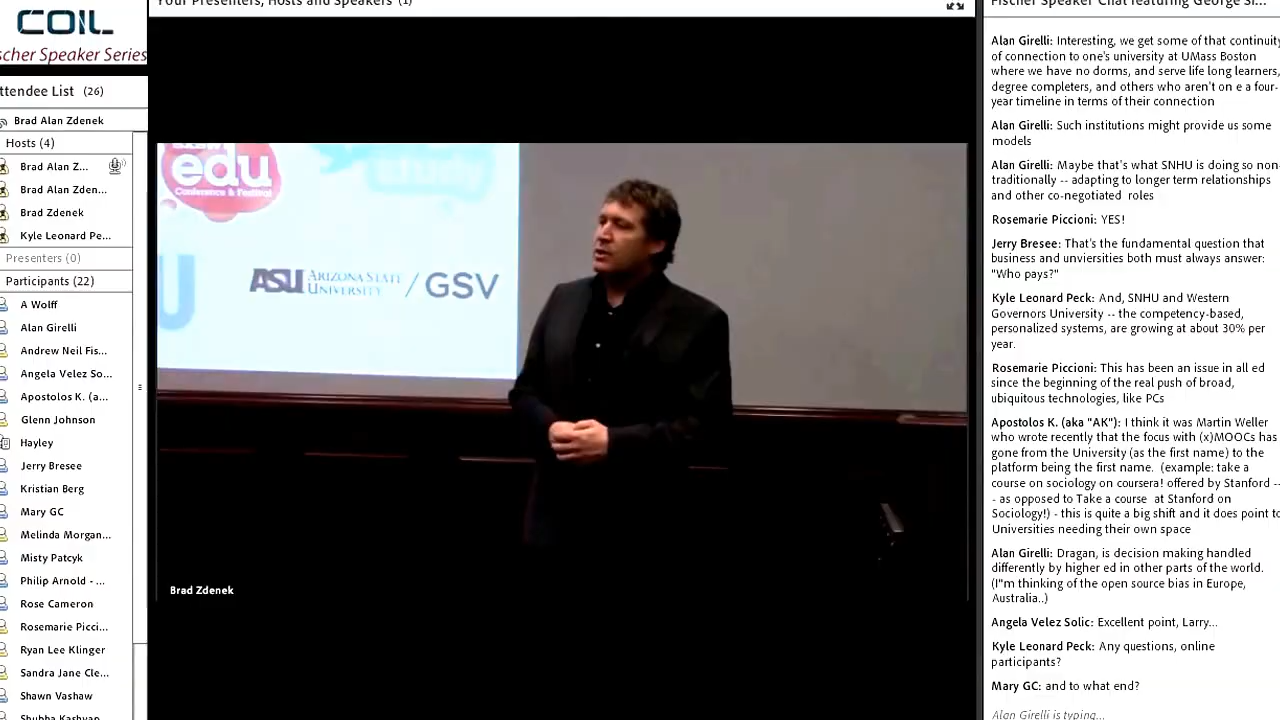 COIL
scher Speaker Series
ttendee List (26)
Brad Alan Zdenek
Hosts (4)
Brad Alan Z...
Brad Alan Zden...
Brad Zdenek
Kyle Leonard Pe...
Presenters (0)
Participants (22)
A Wolff
Alan Girelli
Andrew Neil Fis...
Angela Velez So...
Apostolos K. (a...
Glenn Johnson
Hayley
Jerry Bresee
Kristian Berg
Mary GC
Melinda Morgan...
Misty Patcyk
Philip Arnold - ...
Rose Cameron
Rosemarie Picci...
Ryan Lee Klinger
Sandra Jane Cle...
Shawn Vashaw
Shubha Kashyap
Your Presenters, Hosts and Speakers (1)
edu
Conference & Festival
study
U
ASU ARIZONA STATE
UNIVERSITY / GSV
Brad Zdenek
Fischer Speaker Chat featuring George Si...
Alan Girelli: Interesting, we get some of that continuity
of connection to one's university at UMass Boston
where we have no dorms, and serve life long learners,
degree completers, and others who aren't on e a four-
year timeline in terms of their connection
Alan Girelli: Such institutions might provide us some
models
Alan Girelli: Maybe that's what SNHU is doing so non-
traditionally -- adapting to longer term relationships
and other co-negotiated roles
Rosemarie Piccioni: YES!
Jerry Bresee: That's the fundamental question that
business and unviersities both must always answer:
"Who pays?"
Kyle Leonard Peck: And, SNHU and Western
Governors University -- the competency-based,
personalized systems, are growing at about 30% per
year.
Rosemarie Piccioni: This has been an issue in all ed
since the beginning of the real push of broad,
ubiquitous technologies, like PCs
Apostolos K. (aka "AK"): I think it was Martin Weller
who wrote recently that the focus with (x)MOOCs has
gone from the University (as the first name) to the
platform being the first name. (example: take a
course on sociology on coursera! offered by Stanford --
- as opposed to Take a course at Stanford on
Sociology!) - this is quite a big shift and it does point to
Universities needing their own space
Alan Girelli: Dragan, is decision making handled
differently by higher ed in other parts of the world.
(I"m thinking of the open source bias in Europe,
Australia..)
Angela Velez Solic: Excellent point, Larry...
Kyle Leonard Peck: Any questions, online
participants?
Mary GC: and to what end?
Alan Girelli is typing...